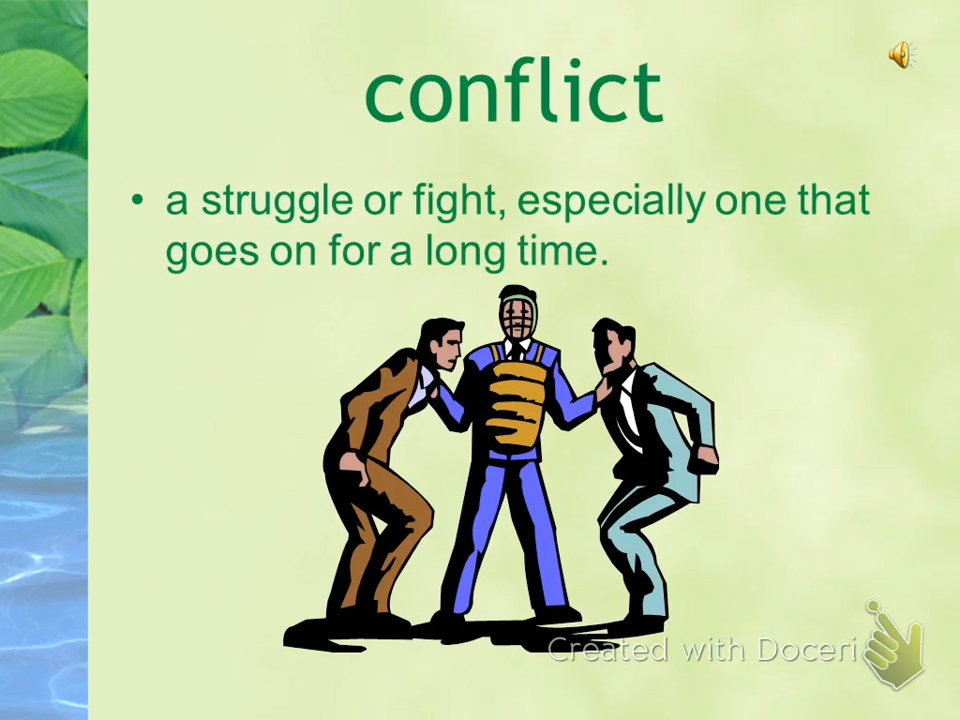 conflict
• a struggle or fight, especially one that
goes on for a long time.
Created with Doceri